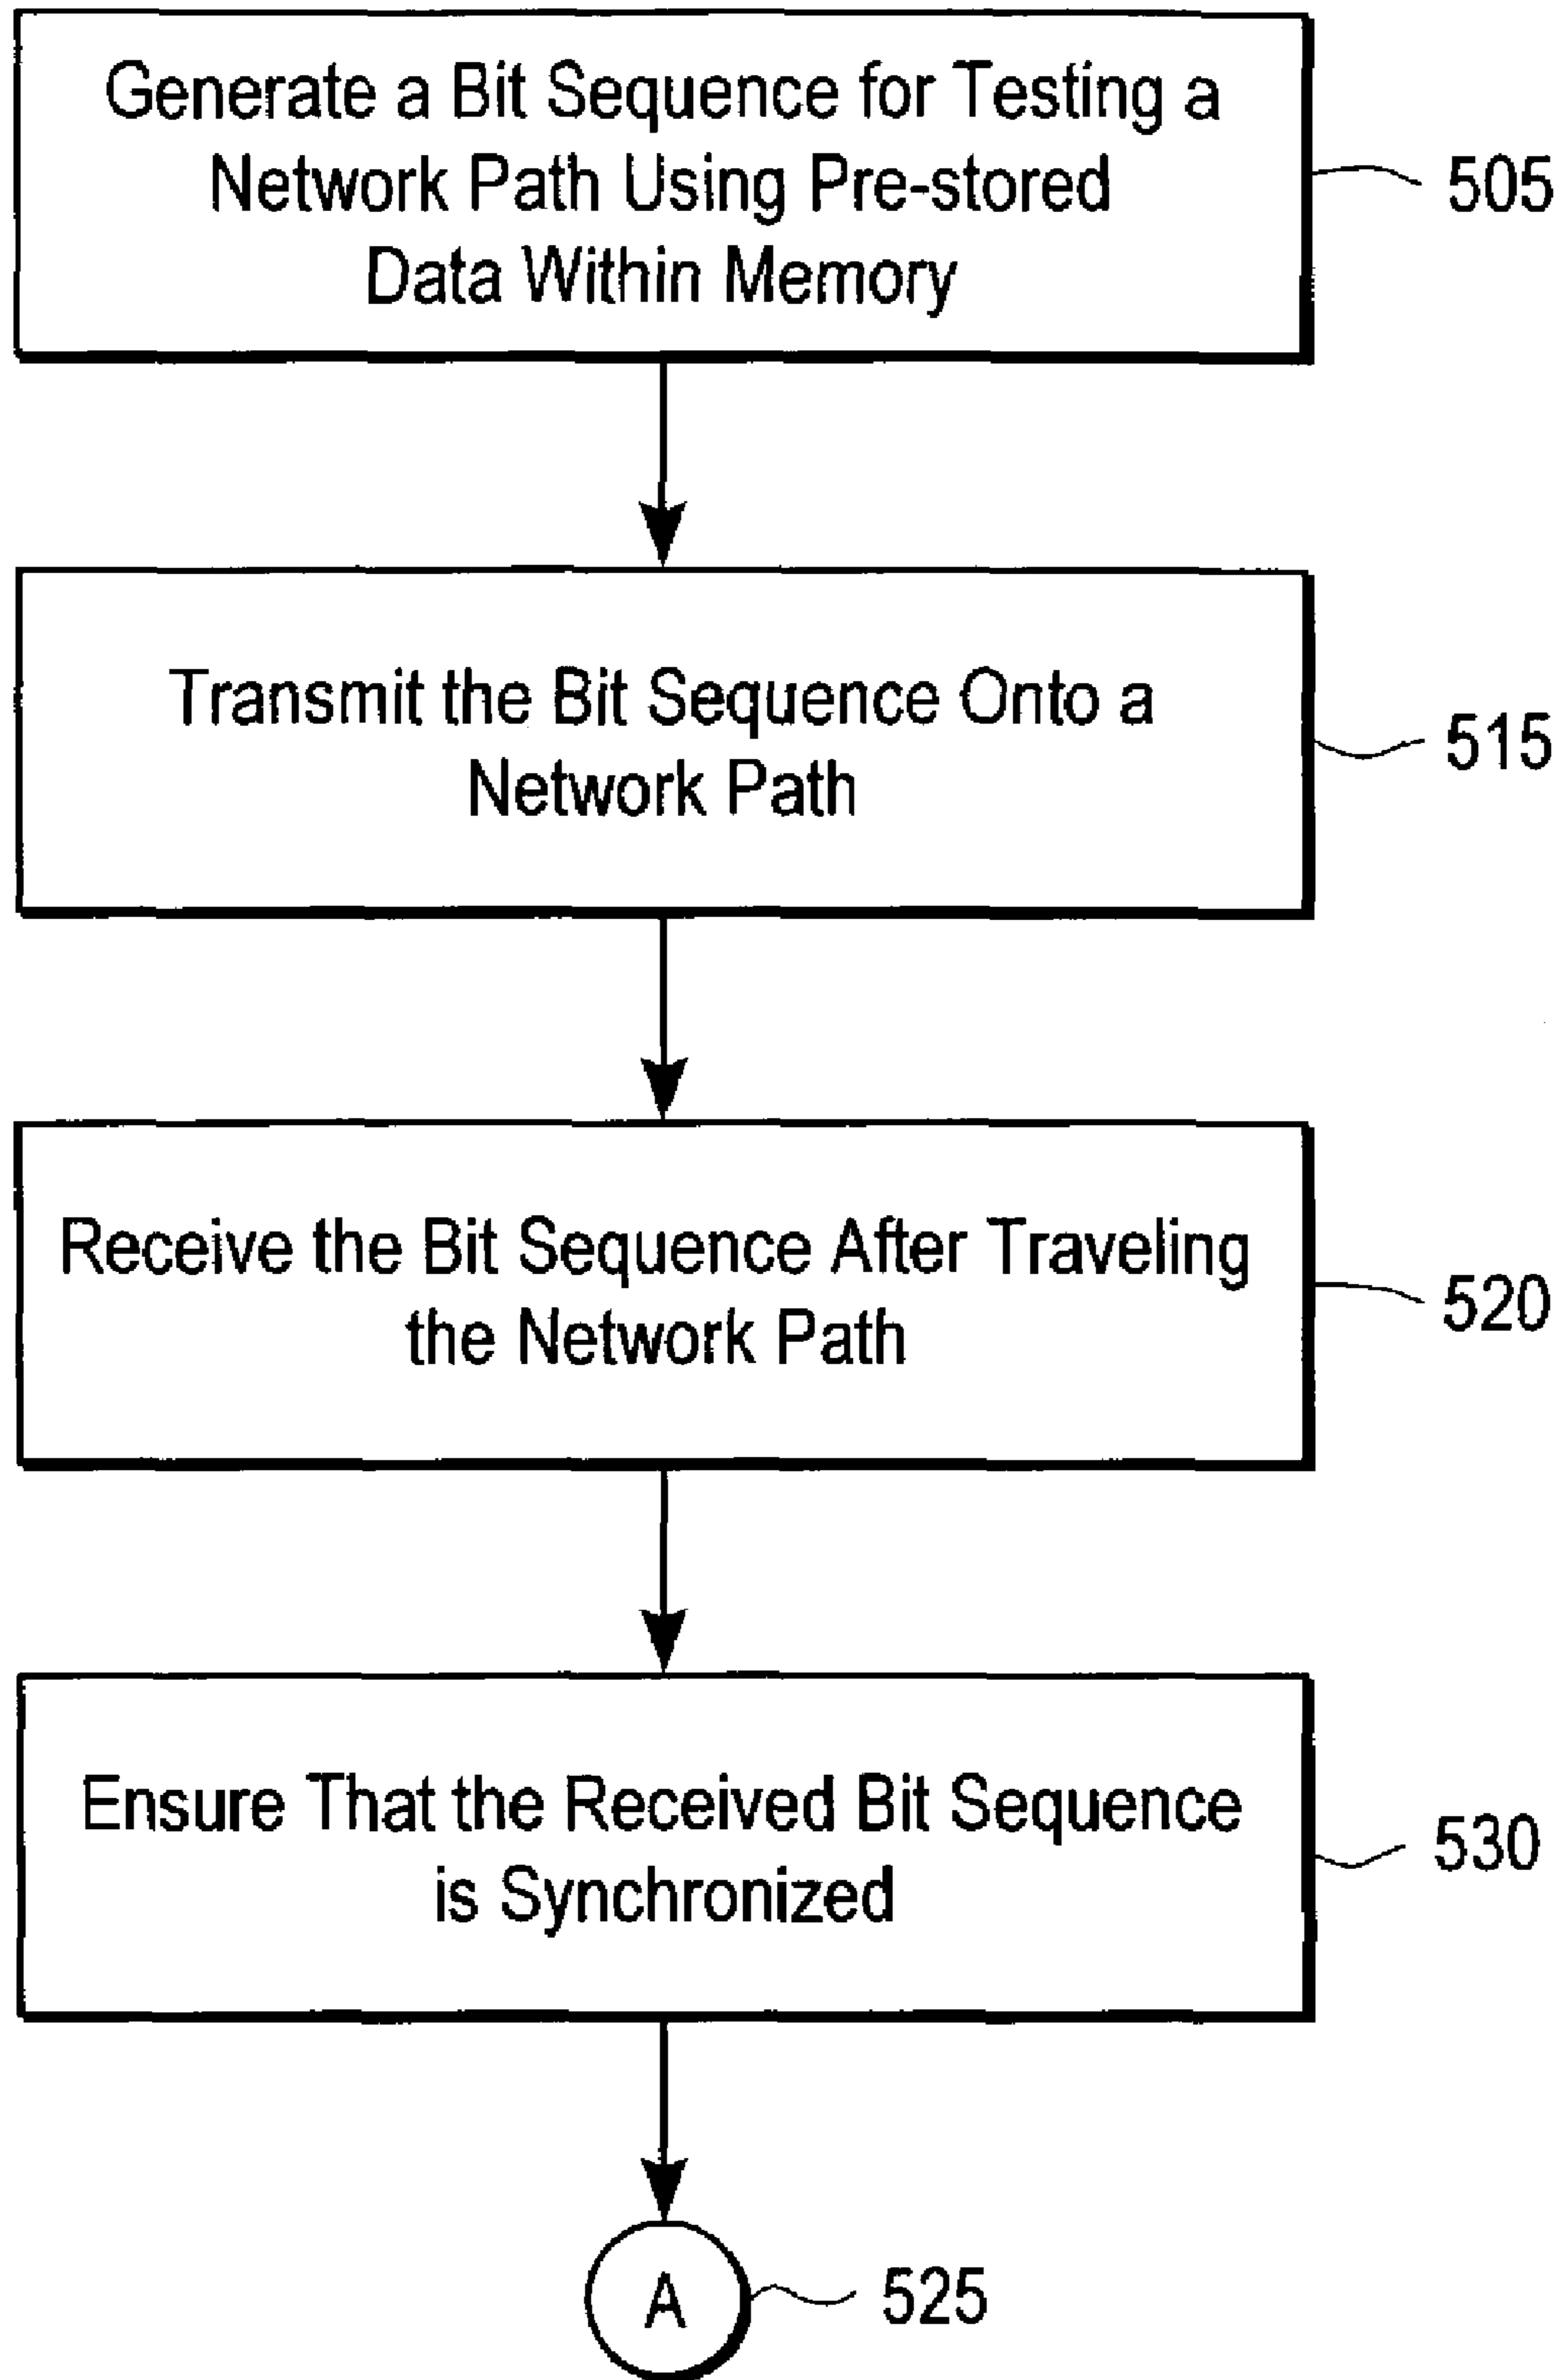 Generate a Bit Sequence for Testing a
Network Path Using Pre-stored
Data Within Memory
505
Transmit the Bit Sequence Onto a
Network Path
515
Receive the Bit Sequence After Traveling
the Network Path
520
Ensure That the Received Bit Sequence
is Synchronized
530
A
525